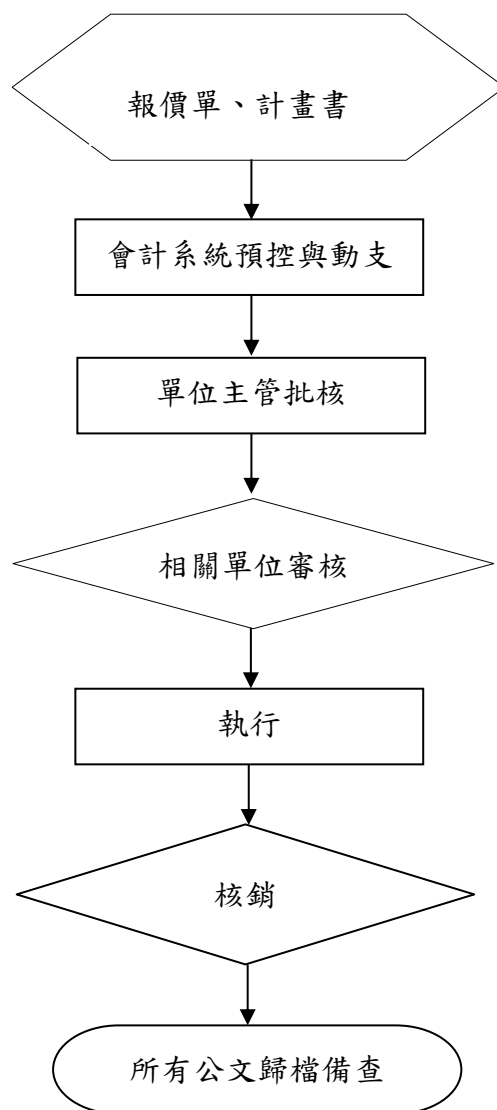 報價單、計畫書
會計系統預控與動支
單位主管批核
相關單位審核
執行
核銷
所有公文歸檔備查